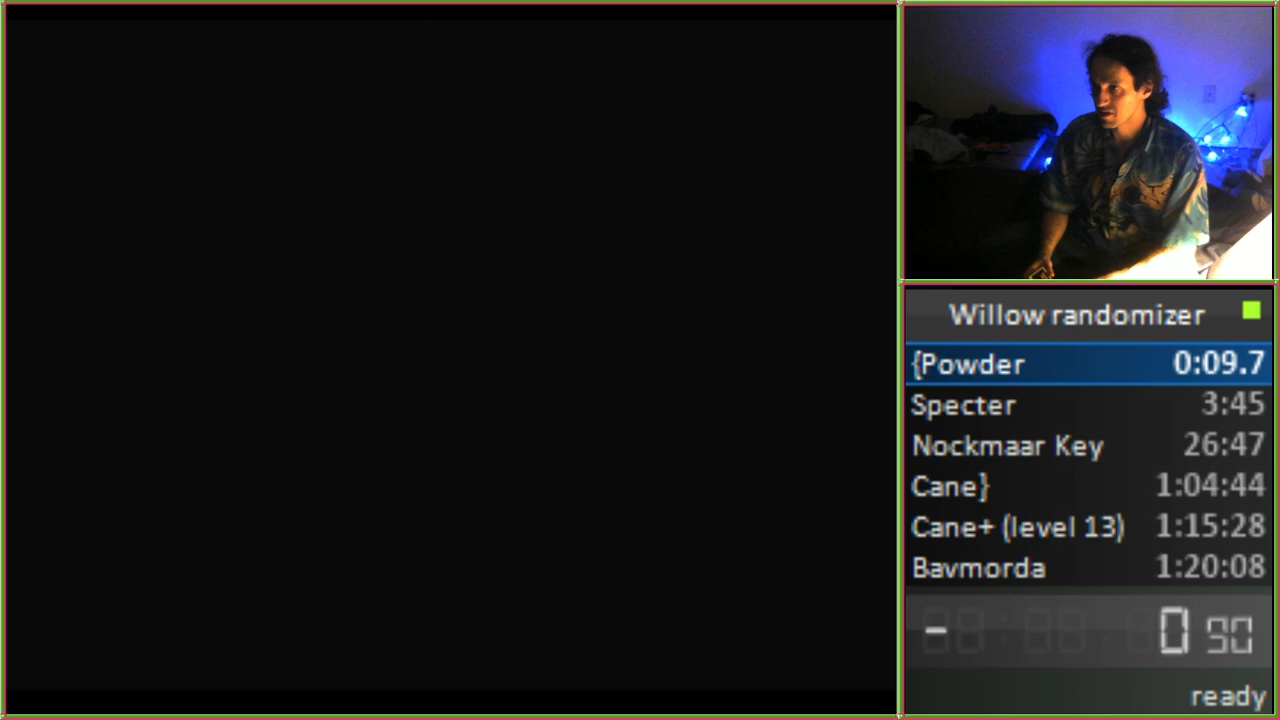 Willow randomizer
{Powder 0:09.7
Specter 3:45
Nockmaar Key 26:47
Cane} 1:04:44
Cane+ (level 13) 1:15:28
Bavmorda 1:20:08
- 0 90
ready